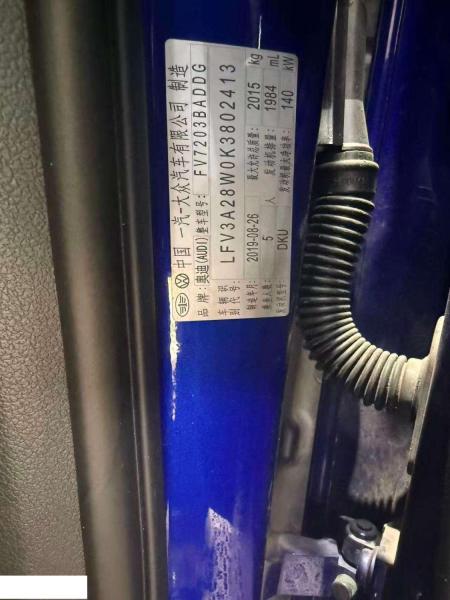 中国 一汽-大众汽车有限公司 制造
品牌:奥迪(AUDI) 整车型号: FV7203BADDG
车辆识别代号: LFV3A28W0K3802413
制造年月: 2019-08-26 最大允许总质量: 2015 kg
乘坐人数: 5 人 发动机排量: 1984 mL
发动机型号: DKU 发动机最大净功率: 140 kW